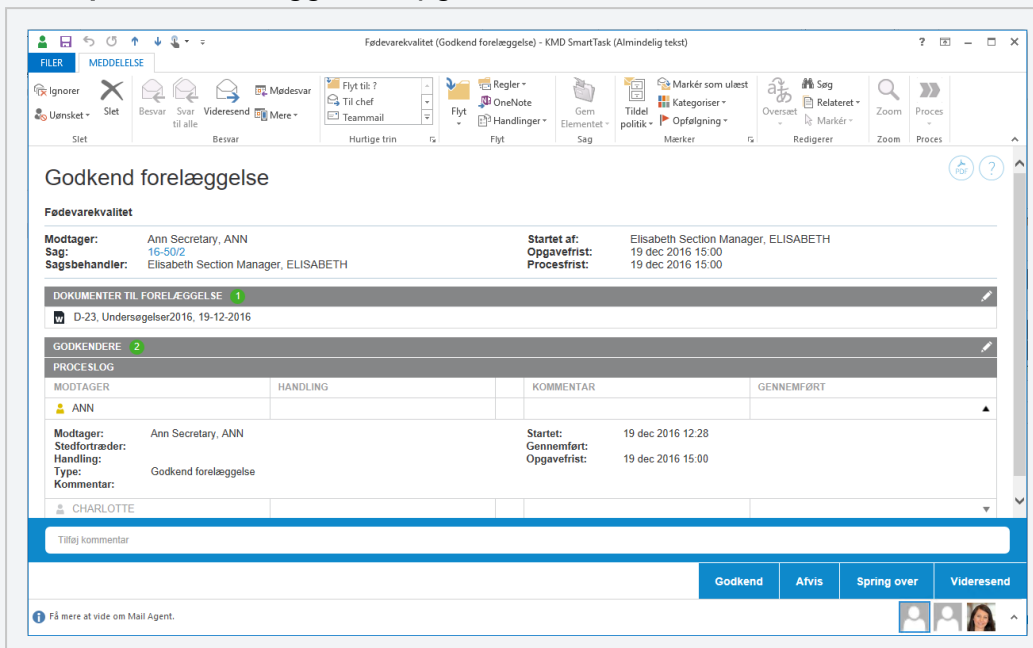 Fødevarekvalitet (Godkend forelæggelse) - KMD SmartTask (Almindelig tekst)
FILER MEDDELELSE
Ignorer
Uønsket
Slet
Slet
Besvar
Svar til alle
Videresend
Mødesvar
Mere
Besvar
Flyt til: ?
Til chef
Teammail
Hurtige trin
Flyt
Regler
OneNote
Handlinger
Flyt
Gem Elementet
Sag
Tildel politik
Markér som ulæst
Kategoriser
Opfølgning
Mærker
Oversæt
Søg
Relateret
Markér
Redigerer
Zoom
Zoom
Proces
Proces
Godkend forelæggelse
PDF ?
Fødevarekvalitet
Modtager: Ann Secretary, ANN Startet af: Elisabeth Section Manager, ELISABETH
Sag: 16-50/2 Opgavefrist: 19 dec 2016 15:00
Sagsbehandler: Elisabeth Section Manager, ELISABETH Procesfrist: 19 dec 2016 15:00
DOKUMENTER TIL FORELÆGGELSE 1
D-23, Undersøgelser2016, 19-12-2016
GODKENDERE 2
PROCESLOG
MODTAGER HANDLING KOMMENTAR GENNEMFØRT
ANN
Modtager: Ann Secretary, ANN Startet: 19 dec 2016 12:28
Stedfortræder: Gennemført:
Handling: Opgavefrist: 19 dec 2016 15:00
Type: Godkend forelæggelse
Kommentar:
CHARLOTTE
Tilføj kommentar
Godkend Afvis Spring over Videresend
Få mere at vide om Mail Agent.